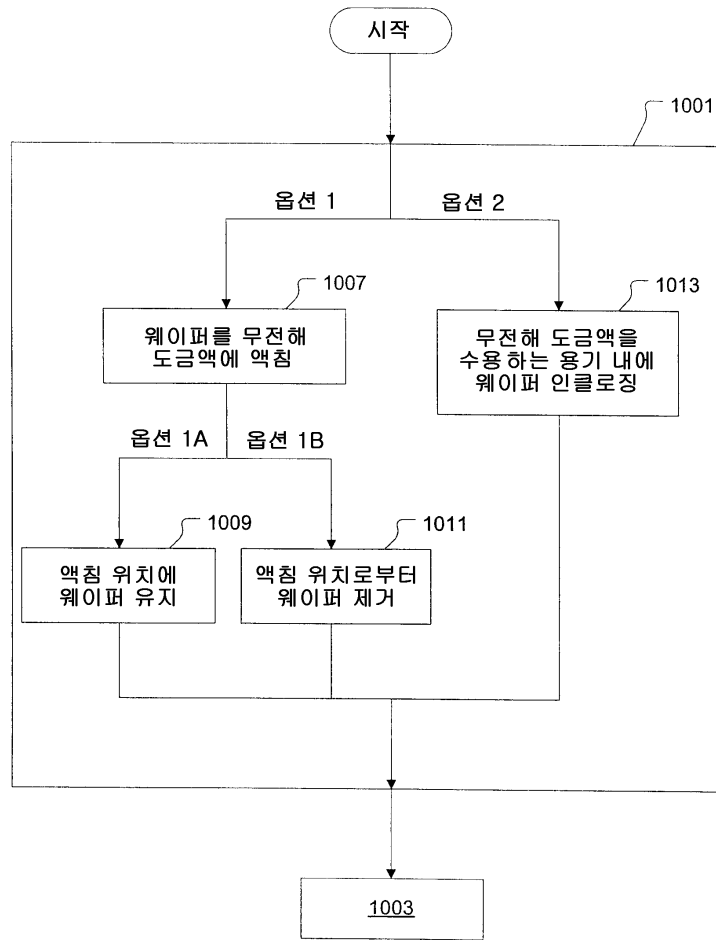 시작
1001
옵션 1
옵션 2
1007
웨이퍼를 무전해
도금액에 액침
1013
무전해 도금액을
수용하는 용기 내에
웨이퍼 인클로징
옵션 1A
옵션 1B
1009
액침 위치에
웨이퍼 유지
1011
액침 위치로부터
웨이퍼 제거
1003